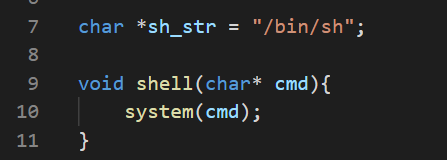 7 char *sh_str = "/bin/sh";
8
9 void shell(char* cmd){
10 system(cmd);
11 }